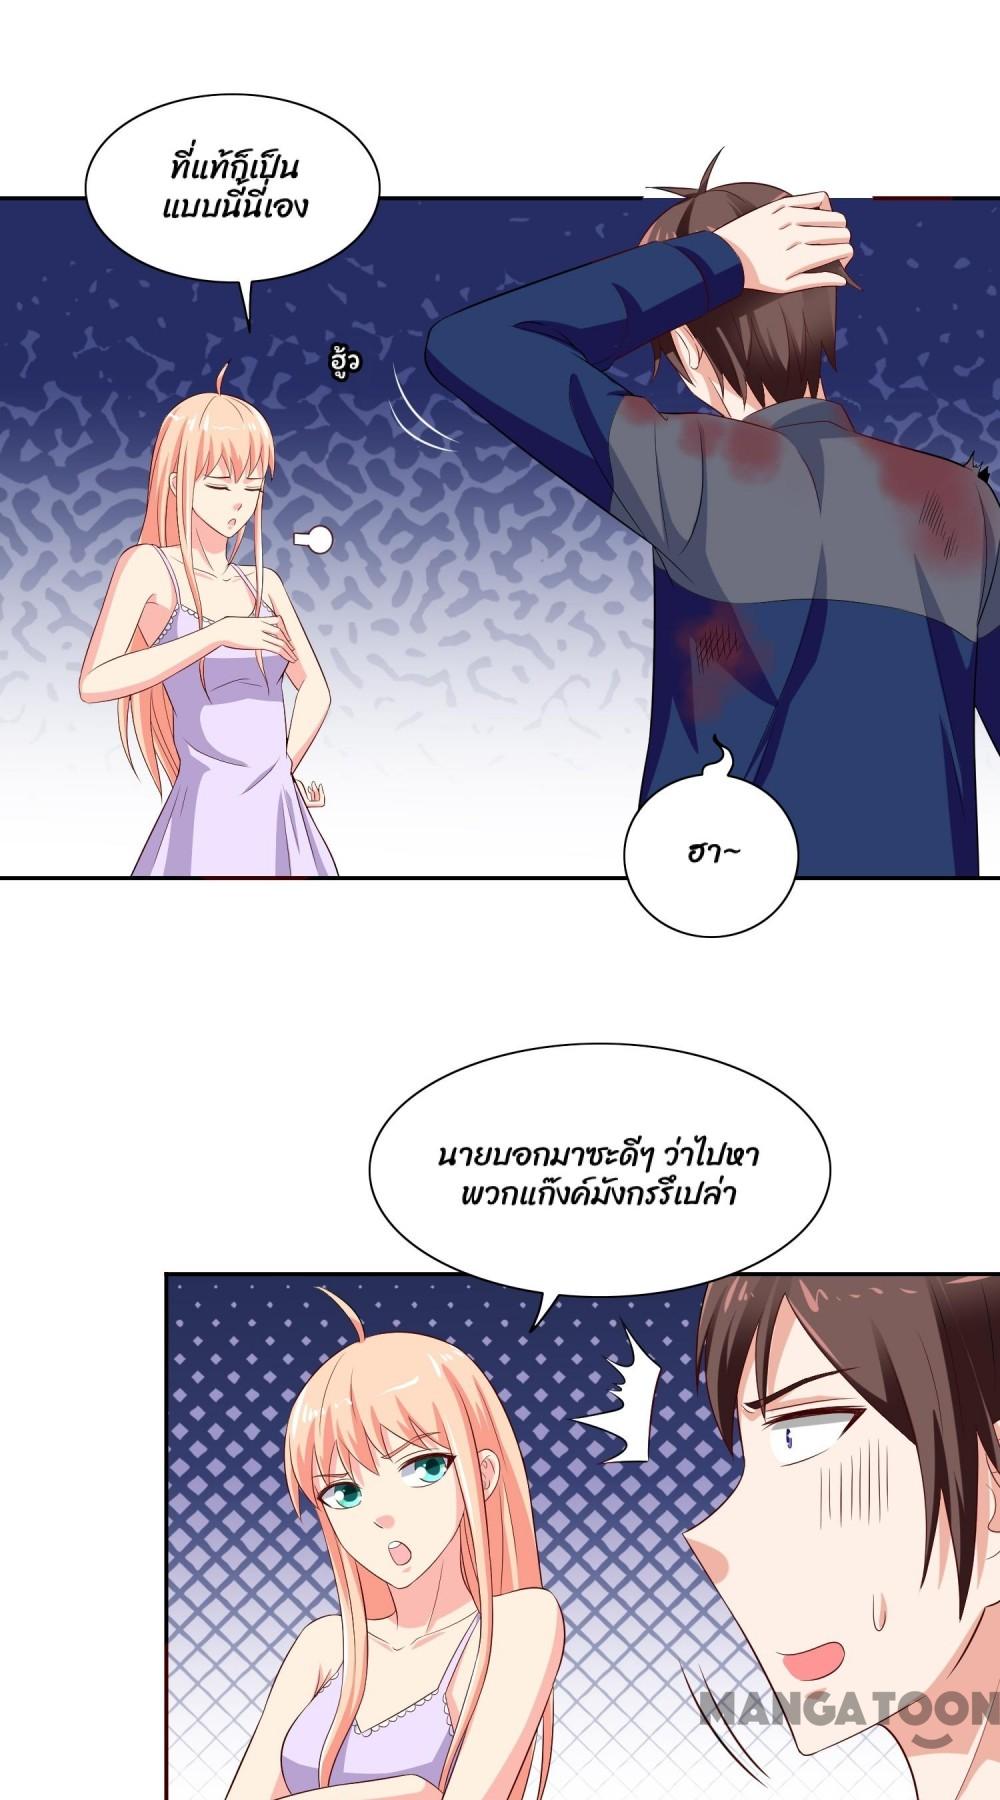 ที่แท้ก็เป็น
แบบนี้นี่เอง
ฮู้ว
ฮา~
นายบอกมาซะดีๆ ว่าไปหา
พวกแก๊งค์มังกรรึเปล่า
MANGATOON